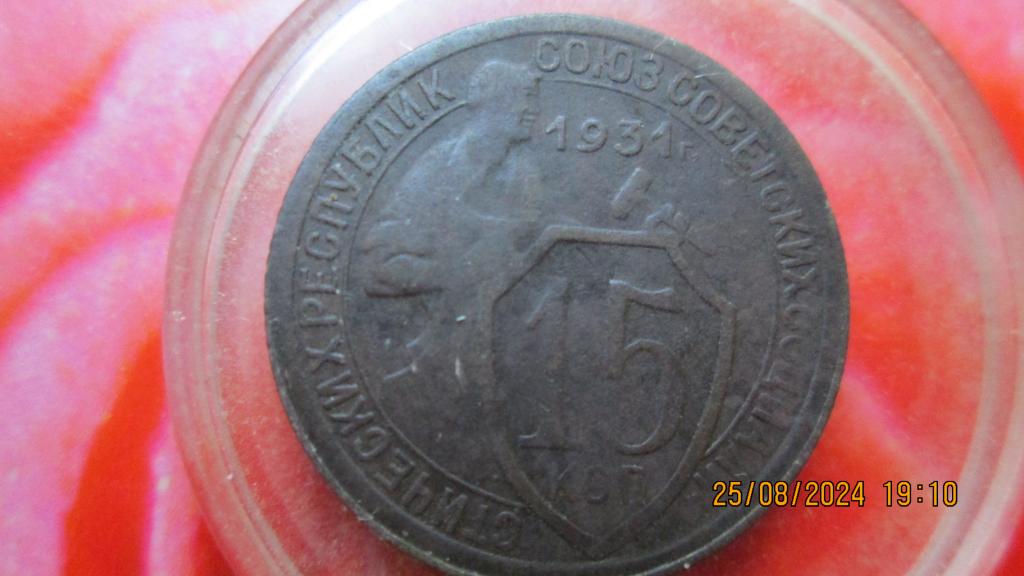 СОЮЗ СОВЕТСКИХ СОЦИАЛИСТИЧЕСКИХ РЕСПУБЛИК
1931г.
15
КОП
25/08/2024 19:10